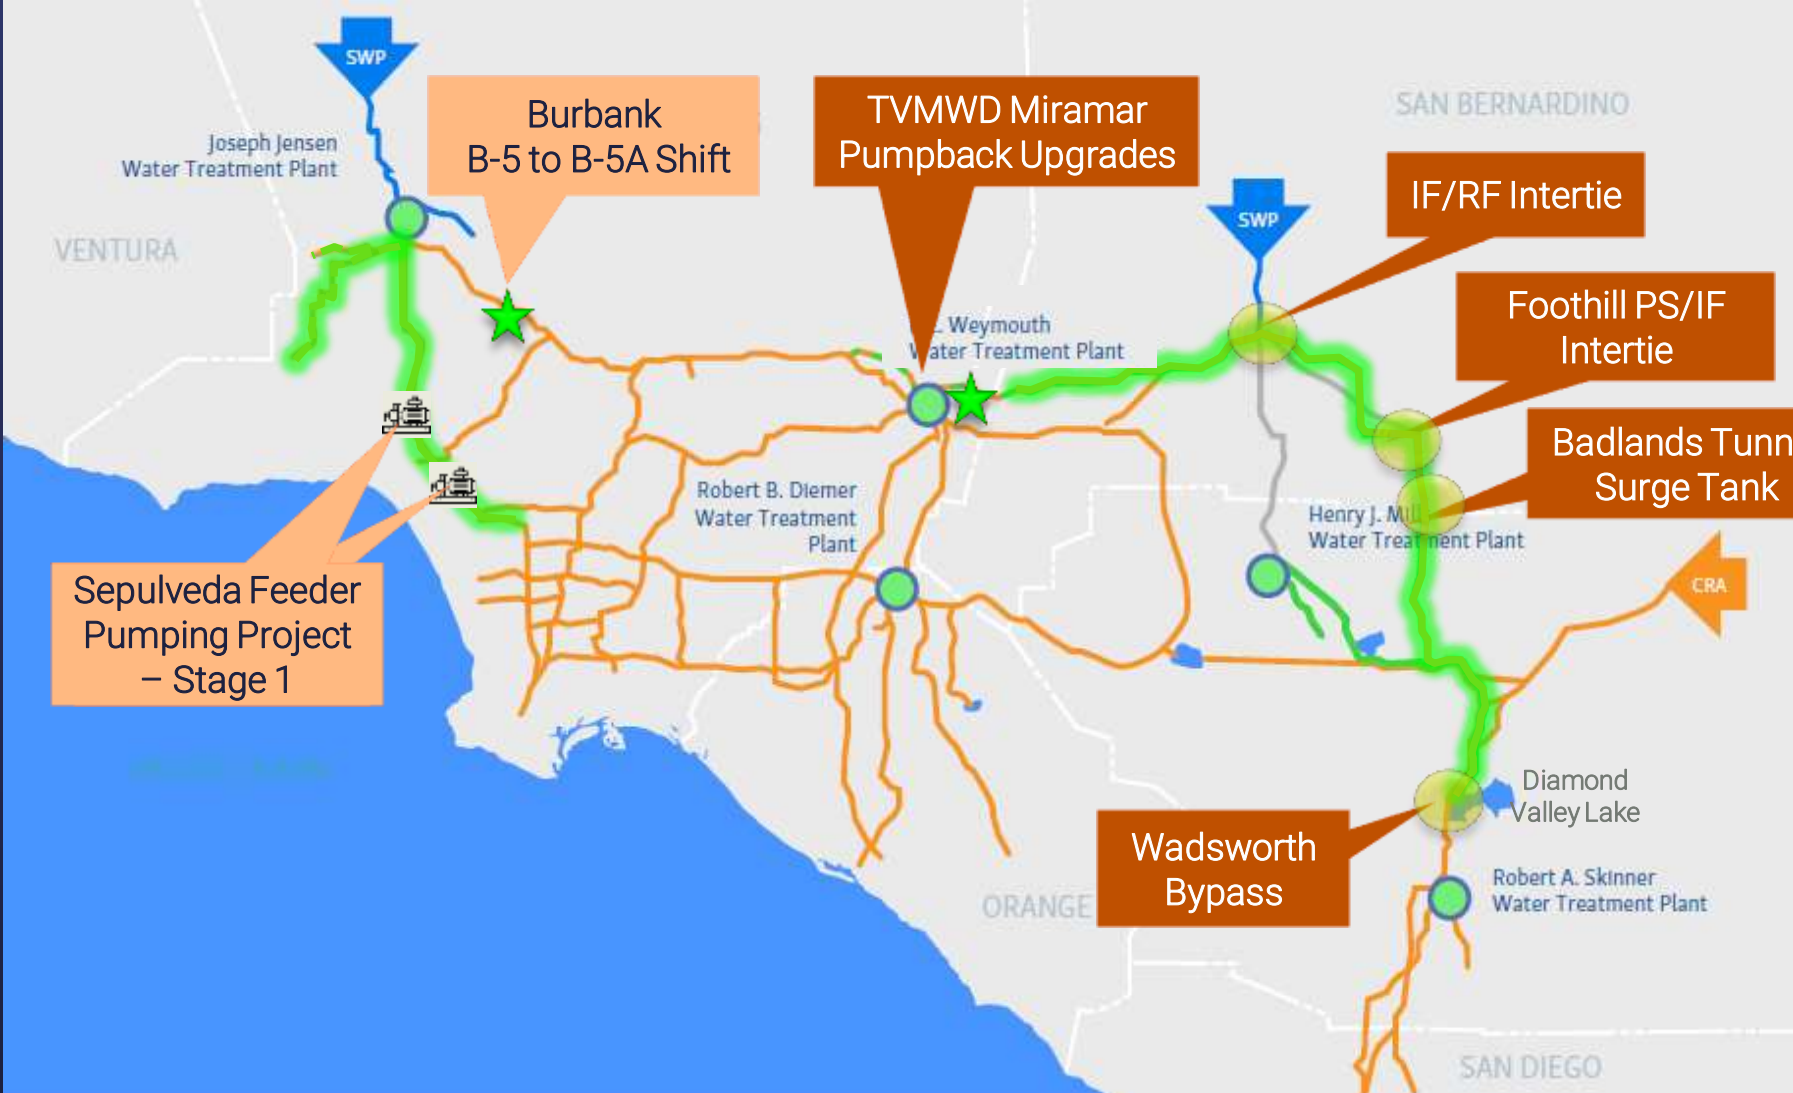 SWP
Joseph Jensen
Water Treatment Plant
VENTURA
Burbank
B-5 to B-5A Shift
TVMWD Miramar
Pumpback Upgrades
SAN BERNARDINO
IF/RF Intertie
SWP
Foothill PS/IF
Intertie
Weymouth
Water Treatment Plant
Badlands Tunn
Surge Tank
Robert B. Diemer
Water Treatment
Plant
Henry J. Mill
Water Treatment Plant
CRA
Sepulveda Feeder
Pumping Project
– Stage 1
Diamond
Valley Lake
Wadsworth
Bypass
Robert A. Skinner
Water Treatment Plant
ORANGE
SAN DIEGO